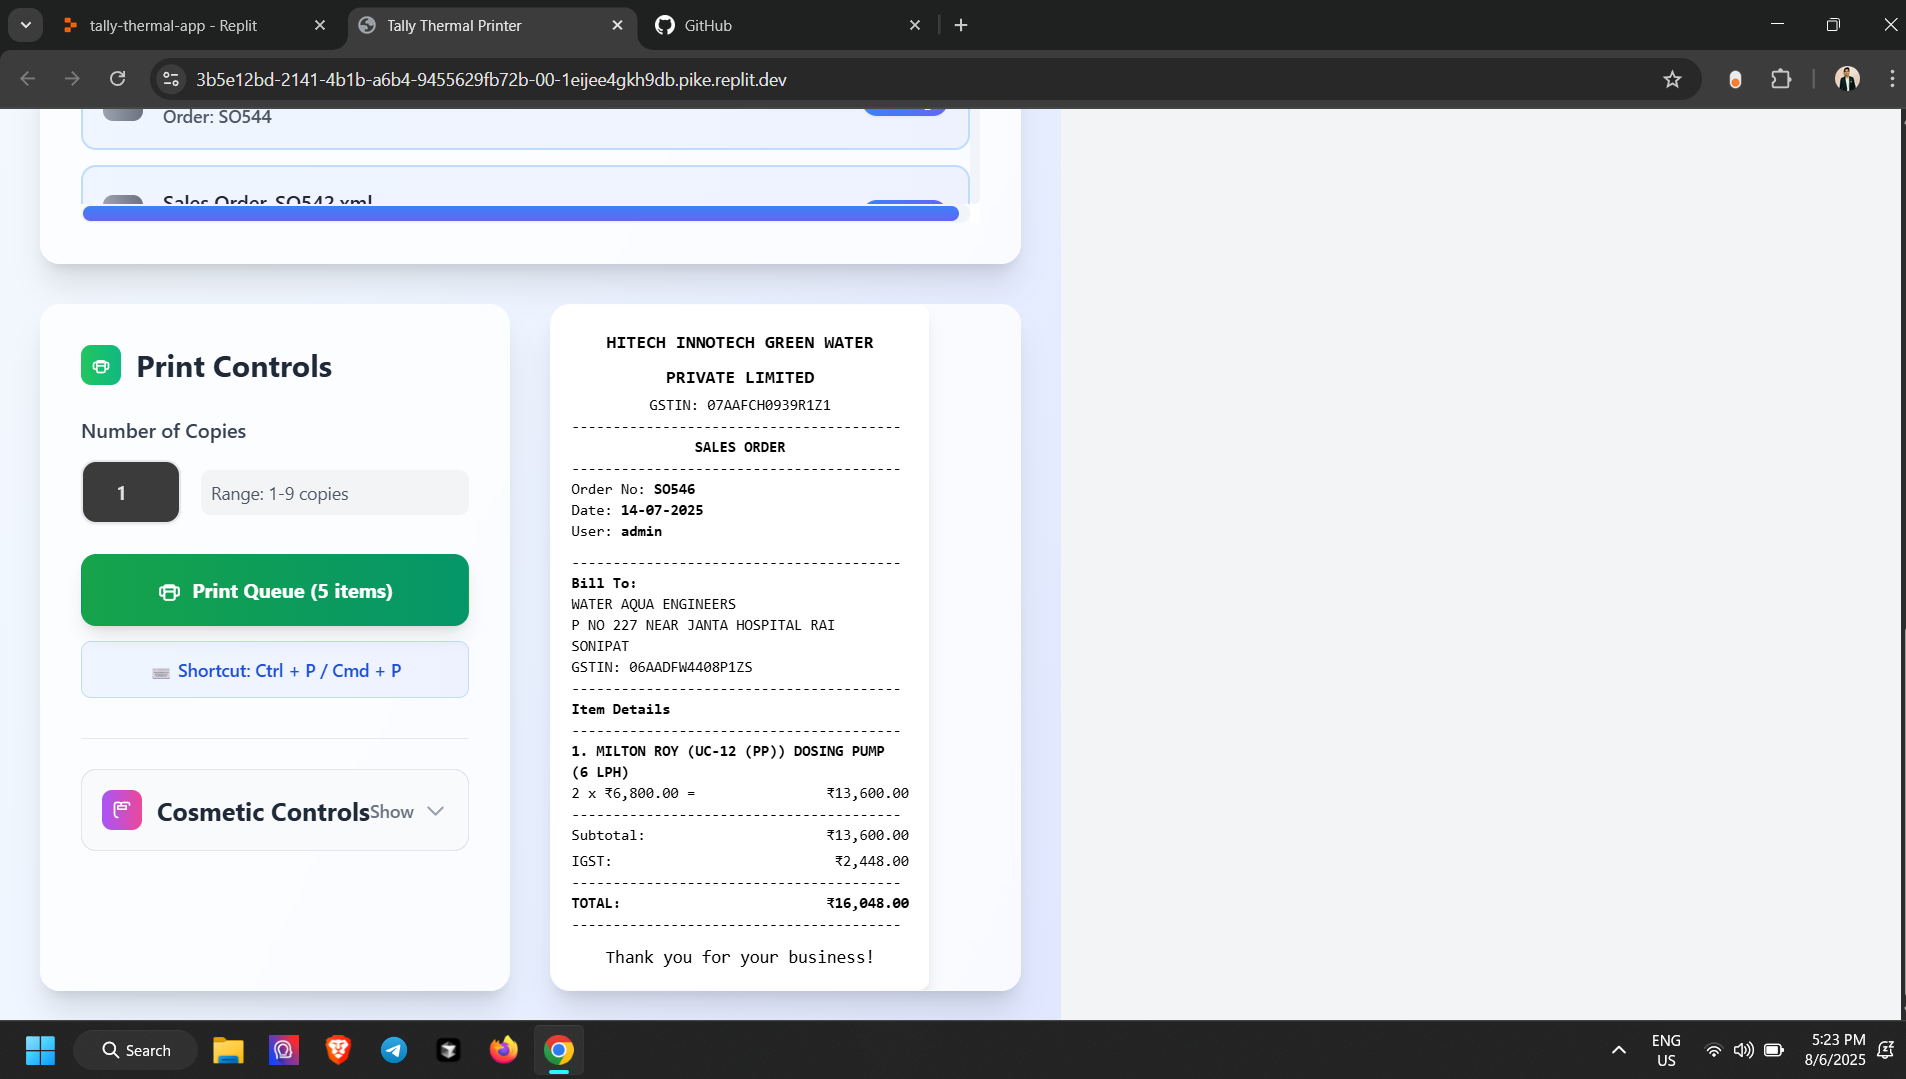 tally-thermal-app - Replit
Tally Thermal Printer
GitHub
3b5e12bd-2141-4b1b-a6b4-9455629fb72b-00-1eijee4gkh9db.pike.replit.dev
Order: SO544
Sales Order_SO542.xml
Print Controls
Number of Copies
1
Range: 1-9 copies
Print Queue (5 items)
Shortcut: Ctrl + P / Cmd + P
Cosmetic Controls
Show
HITECH INNOTECH GREEN WATER
PRIVATE LIMITED
GSTIN: 07AAFCH0939R1Z1
----------------------------------------
SALES ORDER
----------------------------------------
Order No: SO546
Date: 14-07-2025
User: admin
----------------------------------------
Bill To:
WATER AQUA ENGINEERS
P NO 227 NEAR JANTA HOSPITAL RAI
SONIPAT
GSTIN: 06AADFW4408P1ZS
----------------------------------------
Item Details
----------------------------------------
1. MILTON ROY (UC-12 (PP)) DOSING PUMP
(6 LPH)
2 x ₹6,800.00 = ₹13,600.00
----------------------------------------
Subtotal: ₹13,600.00
IGST: ₹2,448.00
----------------------------------------
TOTAL: ₹16,048.00
----------------------------------------
Thank you for your business!
Search
ENG
US
5:23 PM
8/6/2025